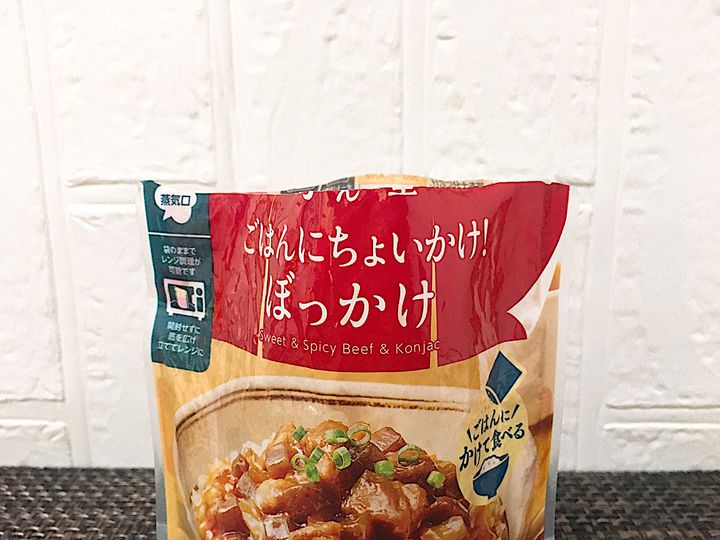 蒸気口
袋のままで
レンジ調理が
可能です
開封せずに
底を広げ
立ててレンジに
ごはんにちょいかけ!
ぼっかけ
Sweet & Spicy Beef & Konjac
ごはんに
かけて食べる